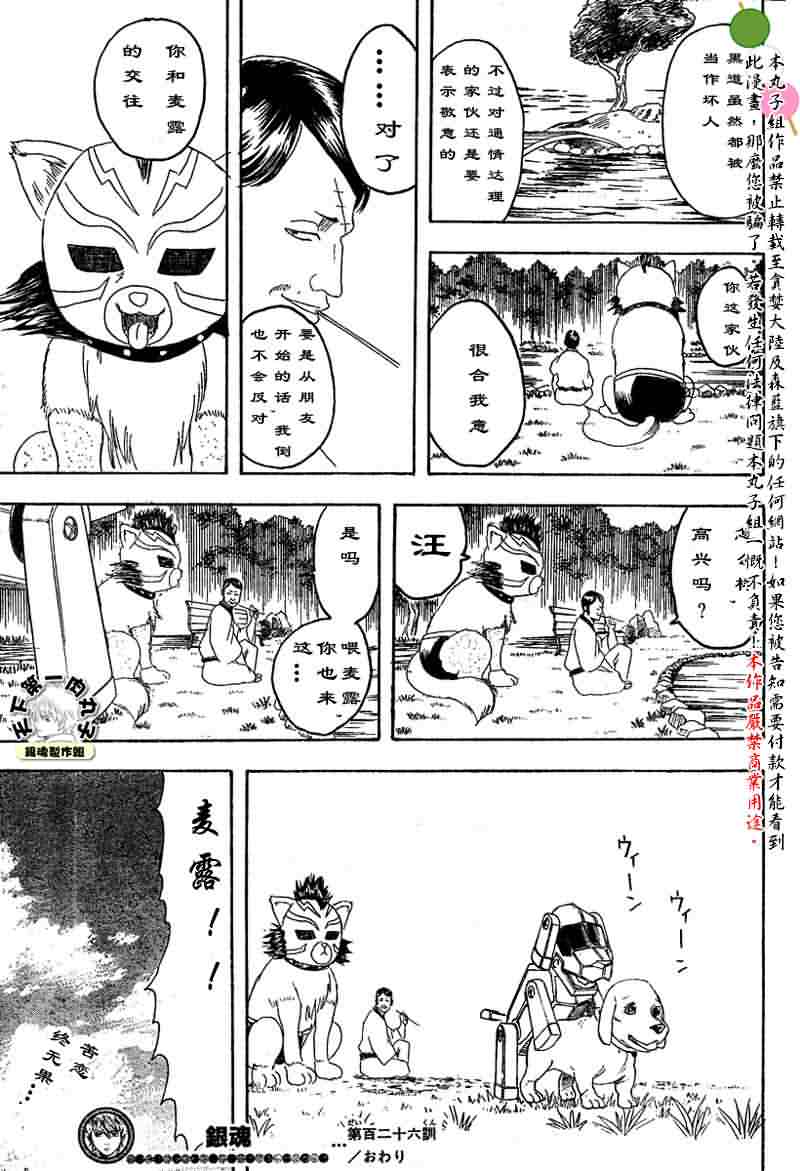 黑道虽然都被
当作坏人
不过对通情达理
的家伙还是要
表示敬意的
……对了
你和麦露
的交往
你这家伙
很合我意
要是从朋友
开始的话 我倒
也不会反对
高兴吗？
汪
是吗
喂麦露
你也来
这…
ウィーン
ウィーン
麦露！！
苦恋
终无果…
銀魂
第百二十六訓
くん
…
／おわり
天下第一
銀魂製作組
本丸子組作品禁止轉載至貪婪大陸及森藍旗下的任何網站！如果您被告知需要付款才能看到
此漫畫，那麼您被騙了！若發生任何法律問題本丸子組一慨不負責！本作品嚴禁商業用途。